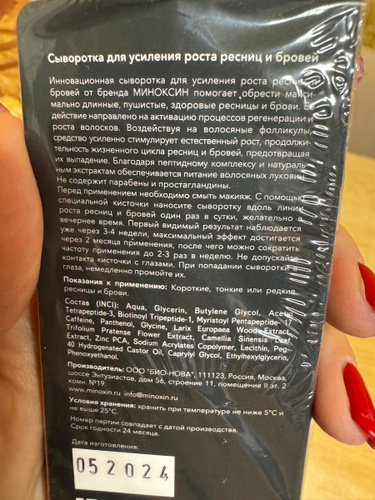 Сыворотка для усиления роста ресниц и бровей
Инновационная сыворотка для усиления роста ресниц
бровей от бренда МИНОКСИН помогает обрести макси-
мально длинные, пушистые, здоровые ресницы и брови. Её
действие направлено на активацию процессов регенерации и
роста волосков. Воздействуя на волосяные фолликулы,
средство усиленно стимулирует естественный рост, продолжи-
тельность жизненного цикла ресниц и бровей, предотвращая
их выпадение. Благодаря пептидному комплексу и натураль-
ным экстрактам обеспечивается питание волосяных луковиц.
Не содержит парабены и простагландины.
Перед применением необходимо смыть макияж. С помощью
специальной кисточки наносите сыворотку вдоль линии
роста ресниц и бровей один раз в сутки, желательно в
вечернее время. Первый видимый результат наблюдается
уже через 3-4 недели, максимальный эффект достигается
через 2 месяца применения, после чего можно сократить
частоту применения до 2-3 раз в неделю. Не допускайте
контакта кисточки с глазами. При попадании сыворотки в
глаза, немедленно промойте их.
Показания к применению: Короткие, тонкие или редкие
ресницы и брови.
Состав (INCI): Aqua, Glycerin, Butylene Glycol, Acetyl
Tetrapeptide-3, Biotinoyl Tripeptide-1, Myristoyl Pentapeptide-17,
Caffeine, Panthenol, Glycine, Larix Europaea Wood Extract,
Trifolium Pratense Flower Extract, Camellia Sinensis Leaf
Extract, Zinc PCA, Sodium Acrylates Copolymer, Lecithin, Peg-
40 Hydrogenated Castor Oil, Caprylyl Glycol, Ethylhexylglycerin,
Phenoxyethanol.
Производитель: ООО "БИО-НОВА", 111123, Россия, Москва,
шоссе Энтузиастов, дом 56, строение 11, помещение II эт. 2
ком. №19.
www.minoxin.ru info@minoxin.ru
Условия хранения: хранить при температуре не ниже 5°C и
не выше 25°C.
Номер партии совпадает с датой изготовления.
Срок годности 24 месяца.
Дата изготовления:
052024